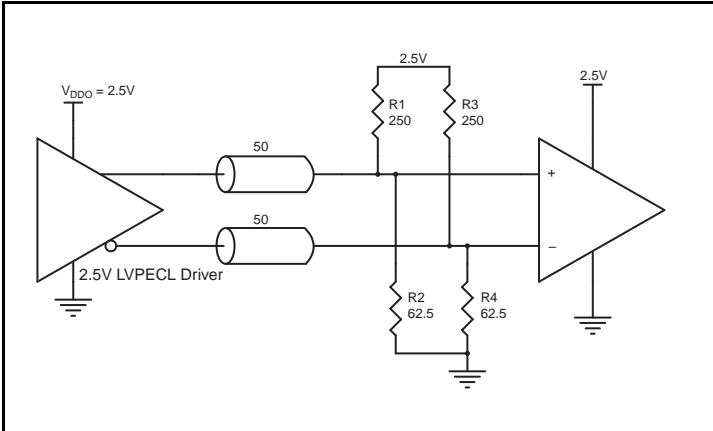 2.5V
V_DDO = 2.5V
2.5V
R1
250
R3
250
50
+
50
–
2.5V LVPECL Driver
R2
62.5
R4
62.5